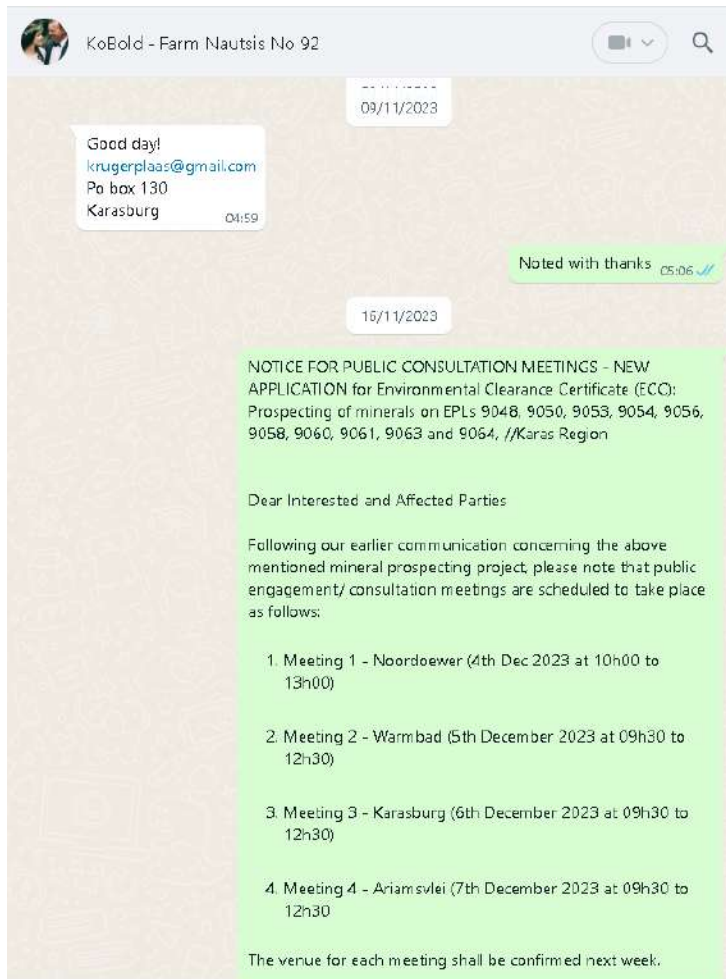 KoBold - Farm Nautsis No 92
09/11/2023
Good day!
krugerplaas@gmail.com
Po box 130
Karasburg
04:59
Noted with thanks 05:06
16/11/2023
NOTICE FOR PUBLIC CONSULTATION MEETINGS - NEW
APPLICATION for Environmental Clearance Certificate (ECC):
Prospecting of minerals on EPLs 9048, 9050, 9053, 9054, 9056,
9058, 9060, 9061, 9063 and 9064, //Karas Region
Dear Interested and Affected Parties
Following our earlier communication concerning the above
mentioned mineral prospecting project, please note that public
engagement/ consultation meetings are scheduled to take place
as follows:
1. Meeting 1 - Noordoewer (4th Dec 2023 at 10h00 to
13h00)
2. Meeting 2 - Warmbad (5th December 2023 at 09h30 to
12h30)
3. Meeting 3 - Karasburg (6th December 2023 at 09h30 to
12h30)
4. Meeting 4 - Ariamsvlei (7th December 2023 at 09h30 to
12h30
The venue for each meeting shall be confirmed next week.